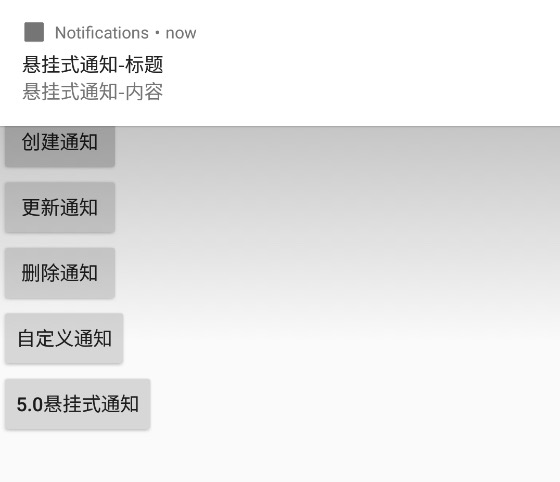 Notifications • now
悬挂式通知-标题
悬挂式通知-内容
创建通知
更新通知
删除通知
自定义通知
5.0悬挂式通知